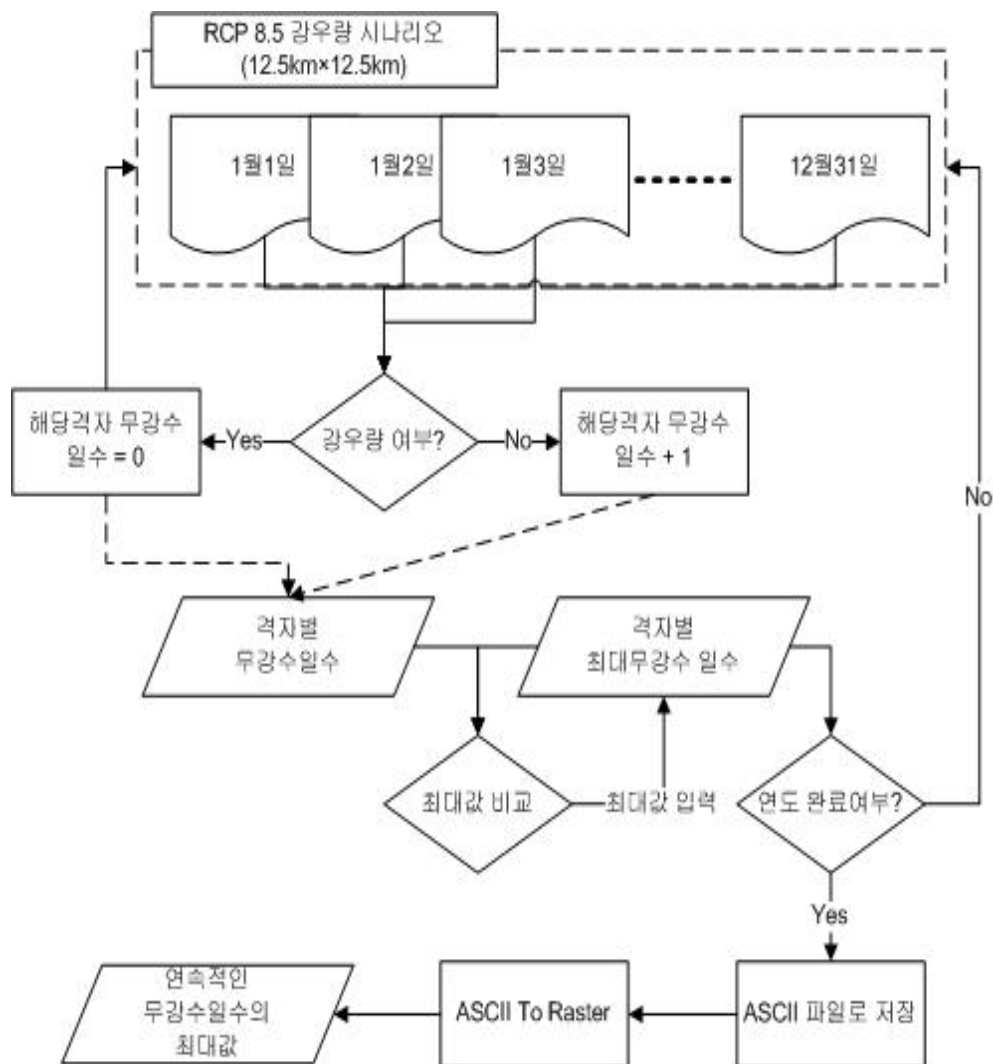 RCP 8.5 강우량 시나리오
(12.5km×12.5km)
1월1일
1월2일
1월3일
12월31일
해당격자 무강수
일수 = 0
Yes
강우량 여부?
No
해당격자 무강수
일수 + 1
No
격자별
무강수일수
격자별
최대무강수 일수
최대값 비교
최대값 입력
연도 완료여부?
Yes
연속적인
무강수일수의
최대값
ASCII To Raster
ASCII 파일로 저장